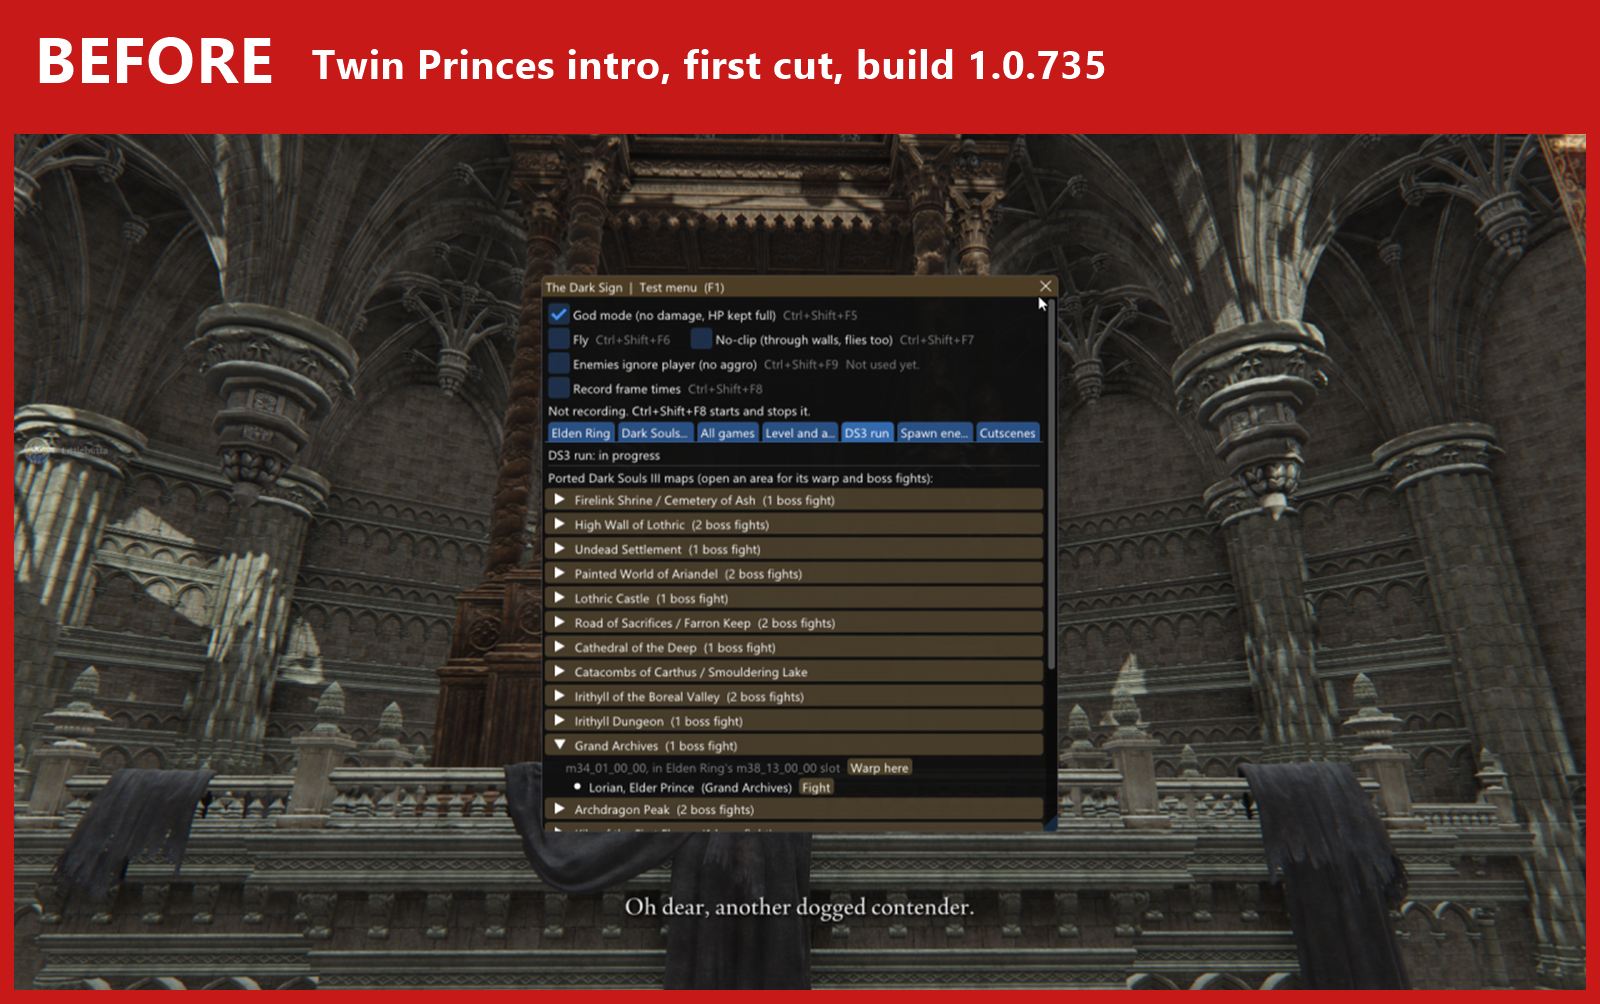 BEFORE Twin Princes intro, first cut, build 1.0.735
The Dark Sign | Test menu (F1)
God mode (no damage, HP kept full) Ctrl+Shift+F5
Fly Ctrl+Shift+F6 No-clip (through walls, flies too) Ctrl+Shift+F7
Enemies ignore player (no aggro) Ctrl+Shift+F9 Not used yet.
Record frame times Ctrl+Shift+F8
Not recording. Ctrl+Shift+F8 starts and stops it.
Elden Ring Dark Souls... All games Level and a... DS3 run Spawn ene... Cutscenes
DS3 run: in progress
Ported Dark Souls III maps (open an area for its warp and boss fights):
Firelink Shrine / Cemetery of Ash (1 boss fight)
High Wall of Lothric (2 boss fights)
Undead Settlement (1 boss fight)
Painted World of Ariandel (2 boss fights)
Lothric Castle (1 boss fight)
Road of Sacrifices / Farron Keep (2 boss fights)
Cathedral of the Deep (1 boss fight)
Catacombs of Carthus / Smouldering Lake
Irithyll of the Boreal Valley (2 boss fights)
Irithyll Dungeon (1 boss fight)
Grand Archives (1 boss fight)
m34_01_00_00, in Elden Ring's m38_13_00_00 slot Warp here
Lorian, Elder Prince (Grand Archives) Fight
Archdragon Peak (2 boss fights)
Oh dear, another dogged contender.